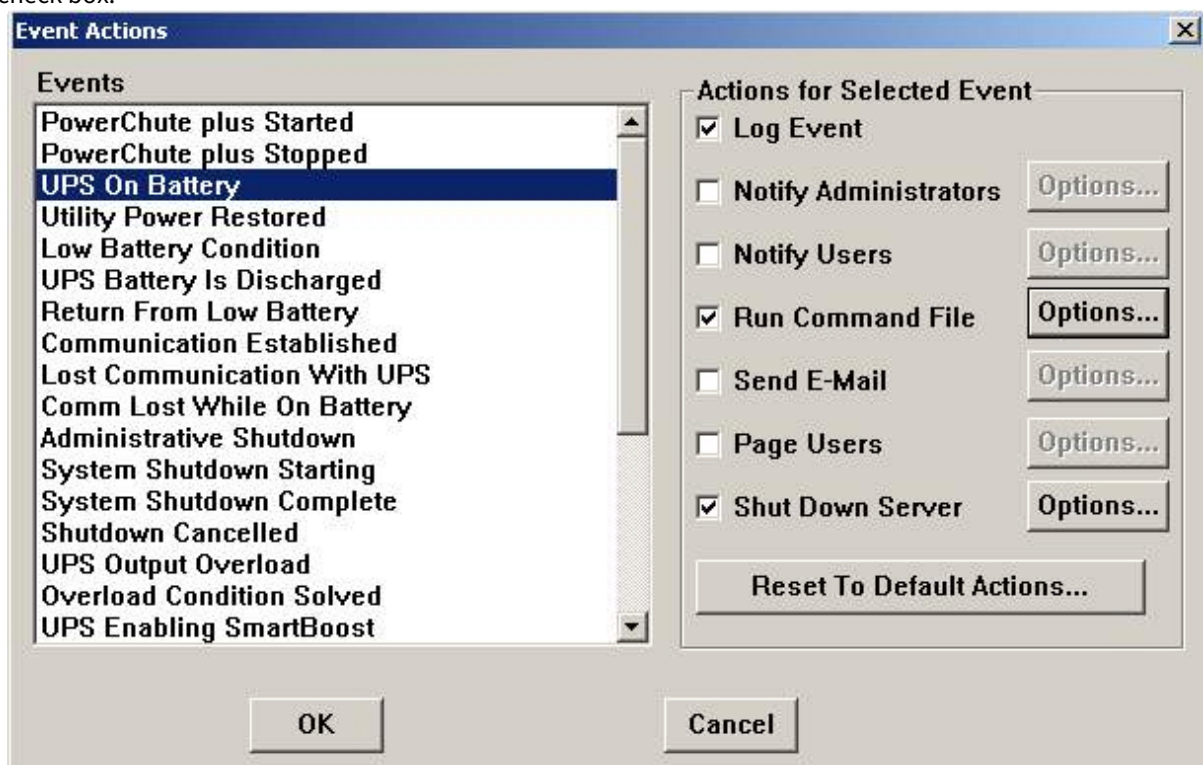 check box.
Event Actions
Events
PowerChute plus Started
PowerChute plus Stopped
UPS On Battery
Utility Power Restored
Low Battery Condition
UPS Battery Is Discharged
Return From Low Battery
Communication Established
Lost Communication With UPS
Comm Lost While On Battery
Administrative Shutdown
System Shutdown Starting
System Shutdown Complete
Shutdown Cancelled
UPS Output Overload
Overload Condition Solved
UPS Enabling SmartBoost
Actions for Selected Event
Log Event
Notify Administrators Options...
Notify Users Options...
Run Command File Options...
Send E-Mail Options...
Page Users Options...
Shut Down Server Options...
Reset To Default Actions...
OK Cancel